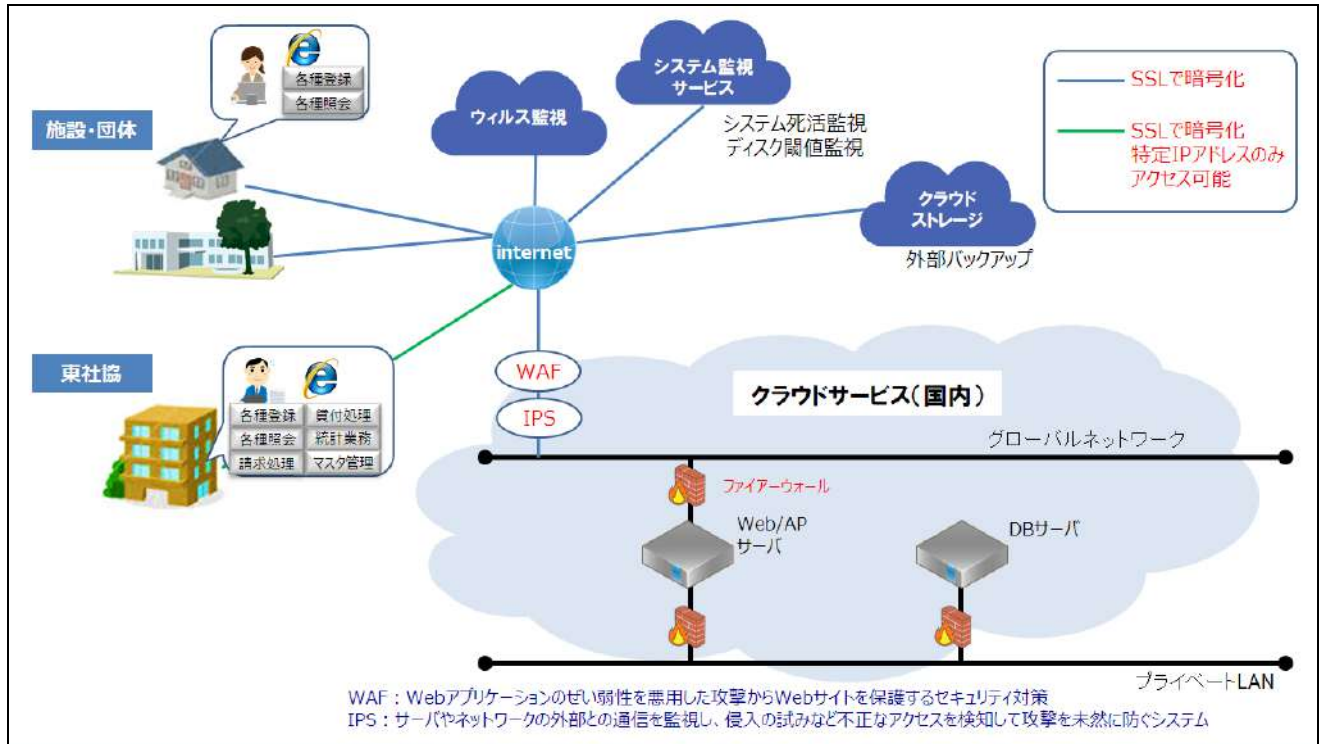 各種登録
各種照会
施設・団体
ウィルス監視
システム監視
サービス
システム死活監視
ディスク閾値監視
クラウド
ストレージ
外部バックアップ
SSLで暗号化
SSLで暗号化
特定IPアドレスのみ
アクセス可能
internet
東社協
各種登録 貸付処理
各種照会 統計業務
請求処理 マスタ管理
WAF
IPS
クラウドサービス(国内)
グローバルネットワーク
ファイアーウォール
Web/AP
サーバ
DBサーバ
プライベートLAN
WAF:Webアプリケーションのぜい弱性を悪用した攻撃からWebサイトを保護するセキュリティ対策
IPS:サーバやネットワークの外部との通信を監視し、侵入の試みなど不正なアクセスを検知して攻撃を未然に防ぐシステム